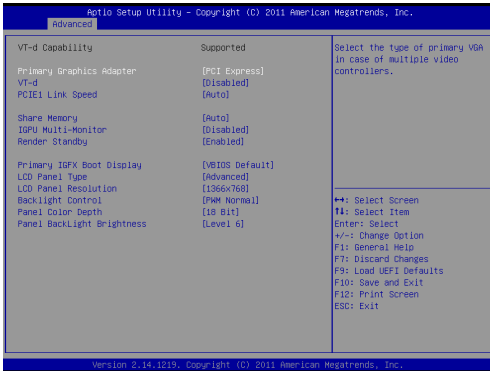 Aptio Setup Utility – Copyright (C) 2011 American Megatrends, Inc.
Advanced
VT-d Capability Supported
Primary Graphics Adapter [PCI Express]
VT-d [Disabled]
PCIE1 Link Speed [Auto]
Share Memory [Auto]
IGPU Multi-Monitor [Disabled]
Render Standby [Enabled]
Primary IGFX Boot Display [VBIOS Default]
LCD Panel Type [Advanced]
LCD Panel Resolution [1366x768]
Backlight Control [PWM Normal]
Panel Color Depth [18 Bit]
Panel BackLight Brightness [Level 6]
Select the type of primary VGA
in case of multiple video
controllers.
↔: Select Screen
↑↓: Select Item
Enter: Select
+/-: Change Option
F1: General Help
F7: Discard Changes
F9: Load UEFI Defaults
F10: Save and Exit
F12: Print Screen
ESC: Exit
Version 2.14.1219. Copyright (C) 2011 American Megatrends, Inc.